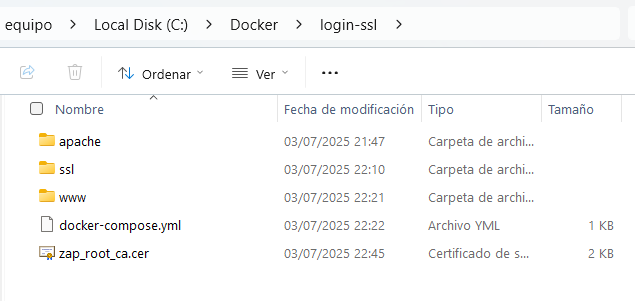 equipo > Local Disk (C:) > Docker > login-ssl >
Ordenar Ver ...
Nombre Fecha de modificación Tipo Tamaño
apache 03/07/2025 21:47 Carpeta de archi...
ssl 03/07/2025 22:10 Carpeta de archi...
www 03/07/2025 22:21 Carpeta de archi...
docker-compose.yml 03/07/2025 22:22 Archivo YML 1 KB
zap_root_ca.cer 03/07/2025 22:45 Certificado de s... 2 KB